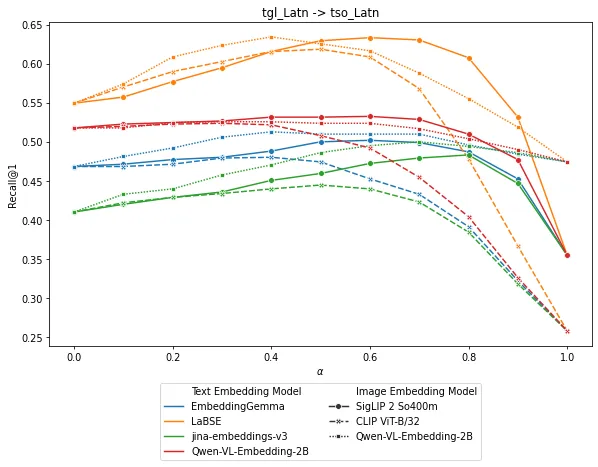 tgl_Latn -> tso_Latn
Recall@1
0.65
0.60
0.55
0.50
0.45
0.40
0.35
0.30
0.25
0.0
0.2
0.4
0.6
0.8
1.0
α
Text Embedding Model
EmbeddingGemma
LaBSE
jina-embeddings-v3
Qwen-VL-Embedding-2B
Image Embedding Model
SigLIP 2 So400m
CLIP ViT-B/32
Qwen-VL-Embedding-2B